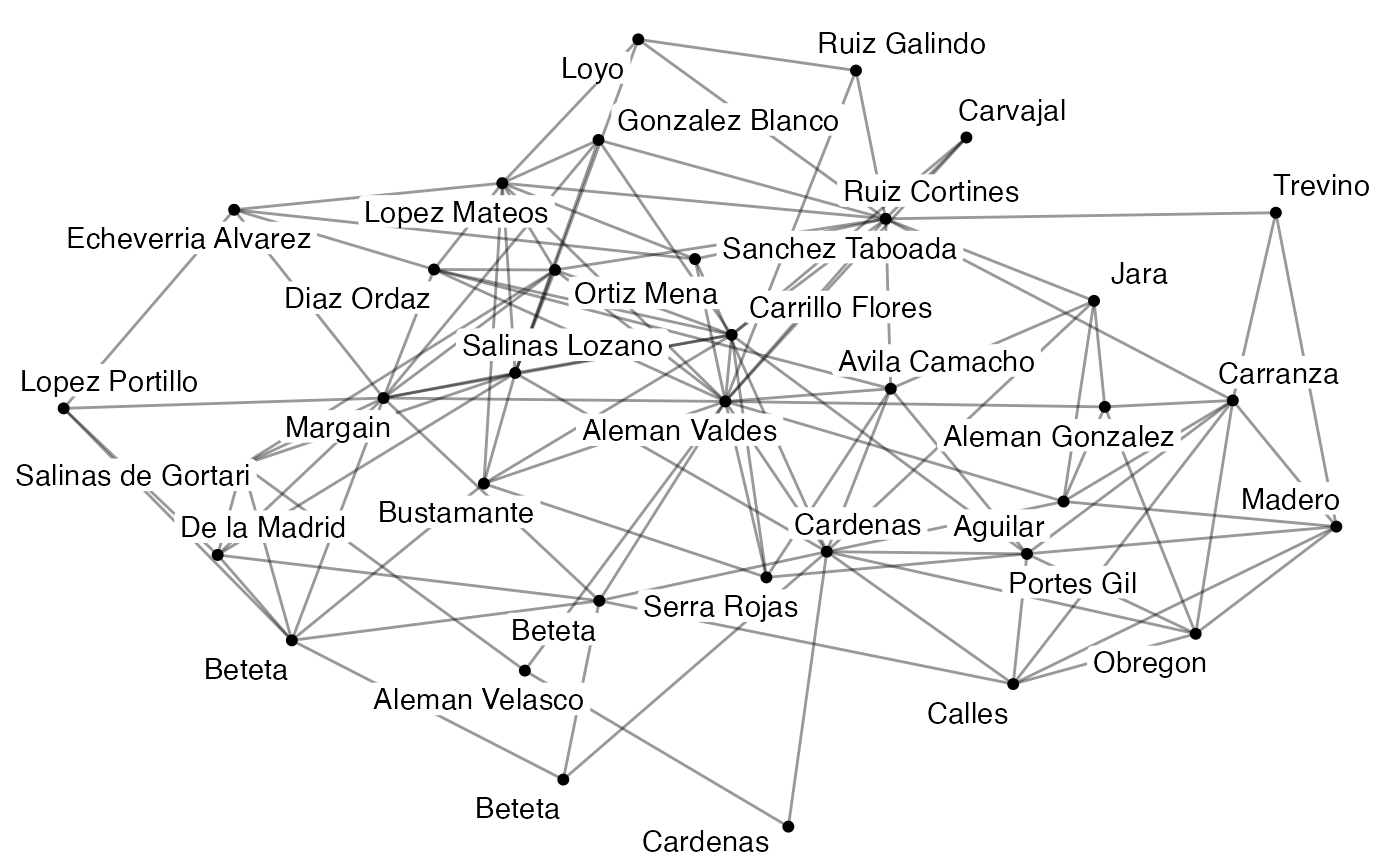 Ruiz Galindo
Loyo
Carvajal
Gonzalez Blanco
Trevino
Ruiz Cortines
Lopez Mateos
Echeverria Alvarez
Sanchez Taboada
Jara
Diaz Ordaz
Ortiz Mena
Carrillo Flores
Salinas Lozano
Avila Camacho
Carranza
Lopez Portillo
Margain
Aleman Valdes
Aleman Gonzalez
Salinas de Gortari
Madero
Bustamante
De la Madrid
Cardenas
Aguilar
Portes Gil
Serra Rojas
Beteta
Obregon
Beteta
Aleman Velasco
Calles
Beteta
Cardenas